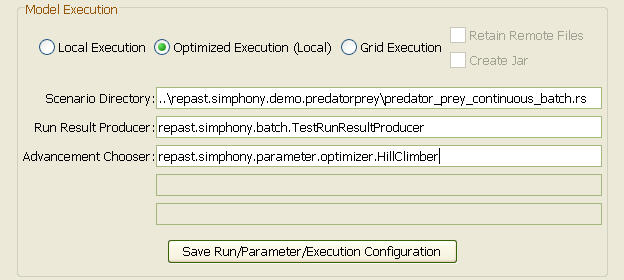 Model Execution
Local Execution Optimized Execution (Local) Grid Execution Retain Remote Files
Create Jar
Scenario Directory: ..\repast.simphony.demo.predatorprey\predator_prey_continuous_batch.rs
Run Result Producer: repast.simphony.batch.TestRunResultProducer
Advancement Chooser: repast.simphony.parameter.optimizer.HillClimber
Save Run/Parameter/Execution Configuration